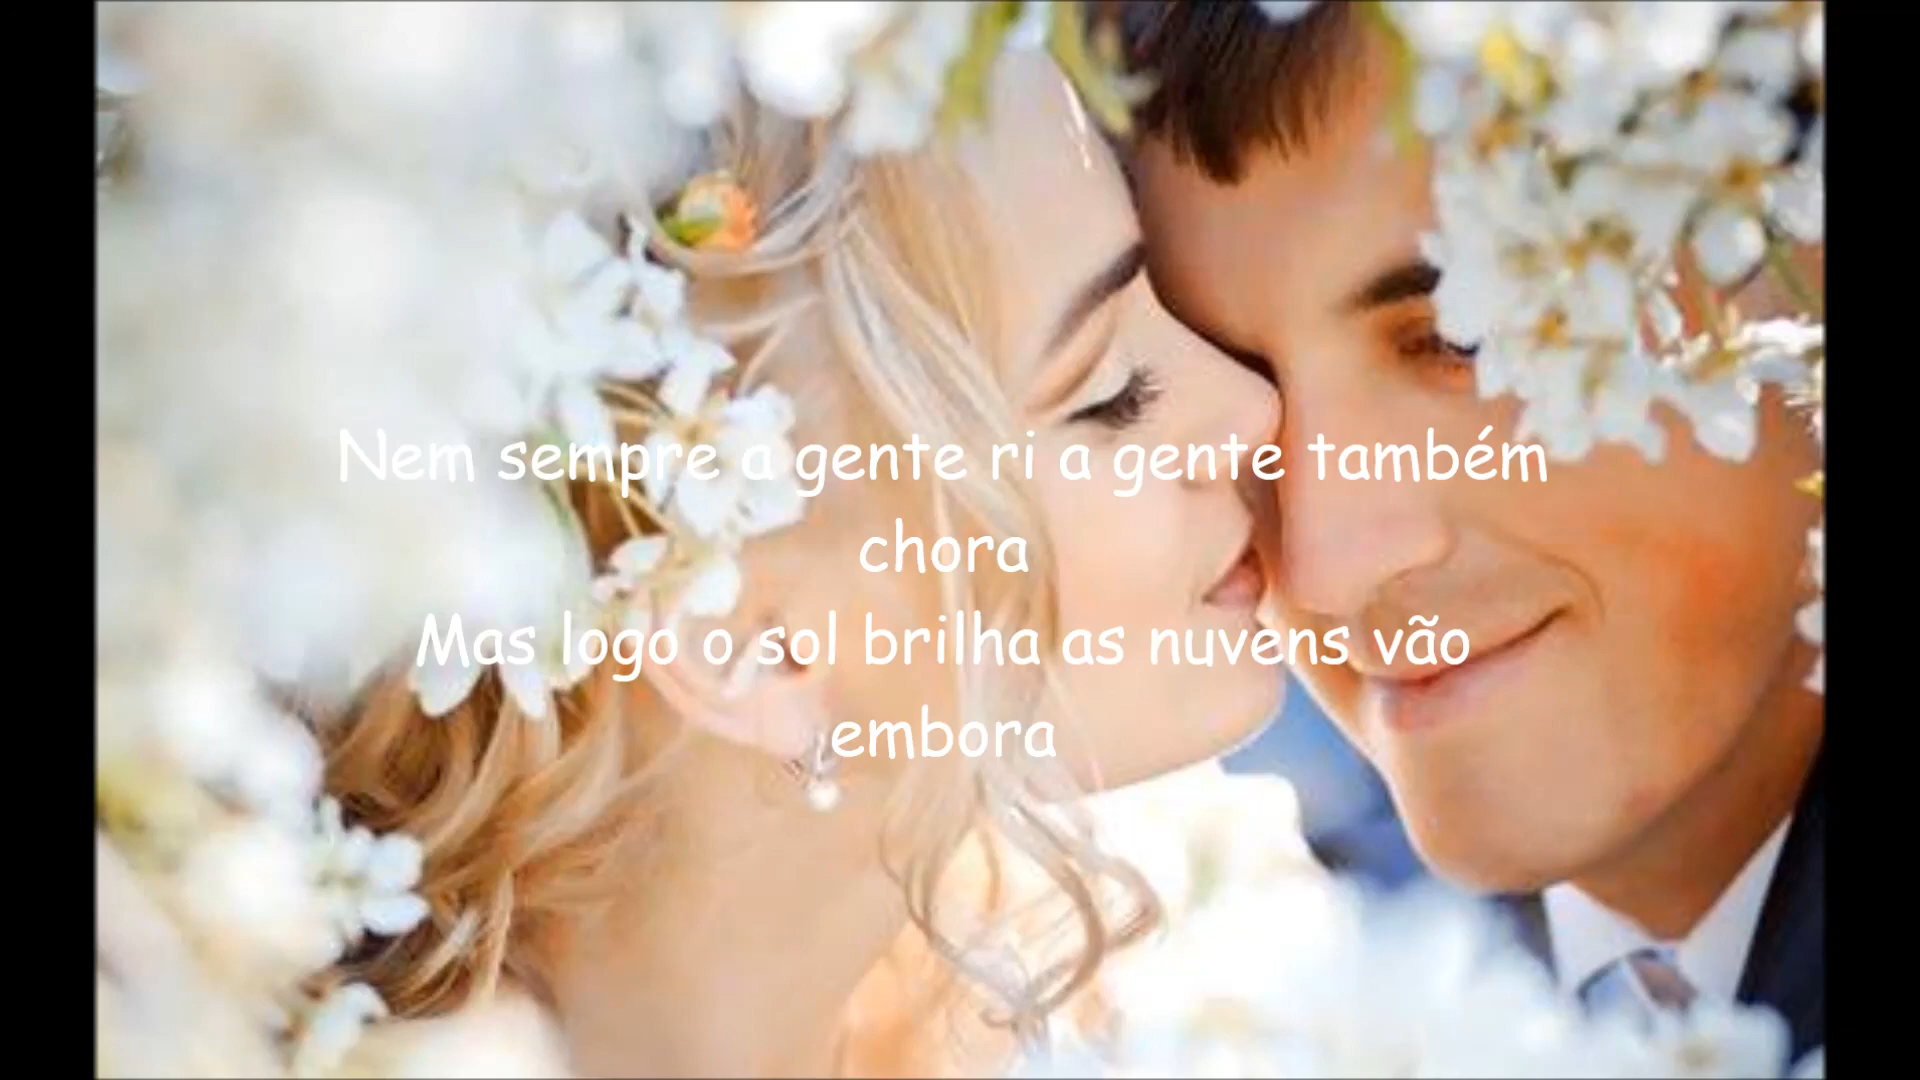 Nem sempre a gente ri a gente também
chora
Mas logo o sol brilha as nuvens vão
embora